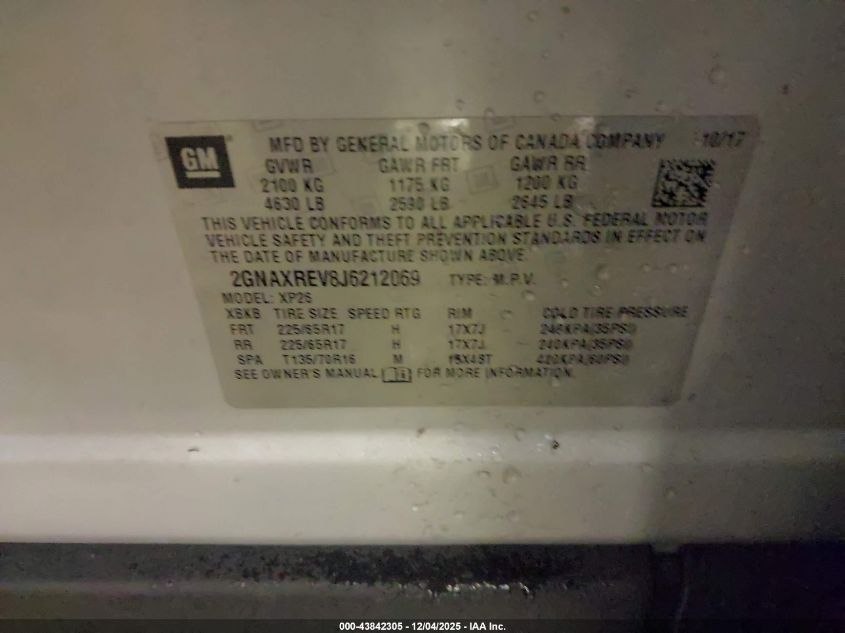 GM MFD BY GENERAL MOTORS OF CANADA COMPANY 10/17
GVWR GAWR FRT GAWR RR
2100 KG 1175 KG 1200 KG
4630 LB 2590 LB 2645 LB
THIS VEHICLE CONFORMS TO ALL APPLICABLE U.S. FEDERAL MOTOR
VEHICLE SAFETY AND THEFT PREVENTION STANDARDS IN EFFECT ON
THE DATE OF MANUFACTURE SHOWN ABOVE.
2GNAXREV8J6212069 TYPE: M.P.V.
MODEL: XP26
XBKB TIRE SIZE SPEED RTG RIM COLD TIRE PRESSURE
FRT 225/65R17 H 17X7J 240KPA(35PSI)
RR 225/65R17 H 17X7J 240KPA(35PSI)
SPA T135/70R16 M 16X4BT 420KPA(60PSI)
SEE OWNER'S MANUAL FOR MORE INFORMATION.
000-43842305 - 12/04/2025 - IAA Inc.